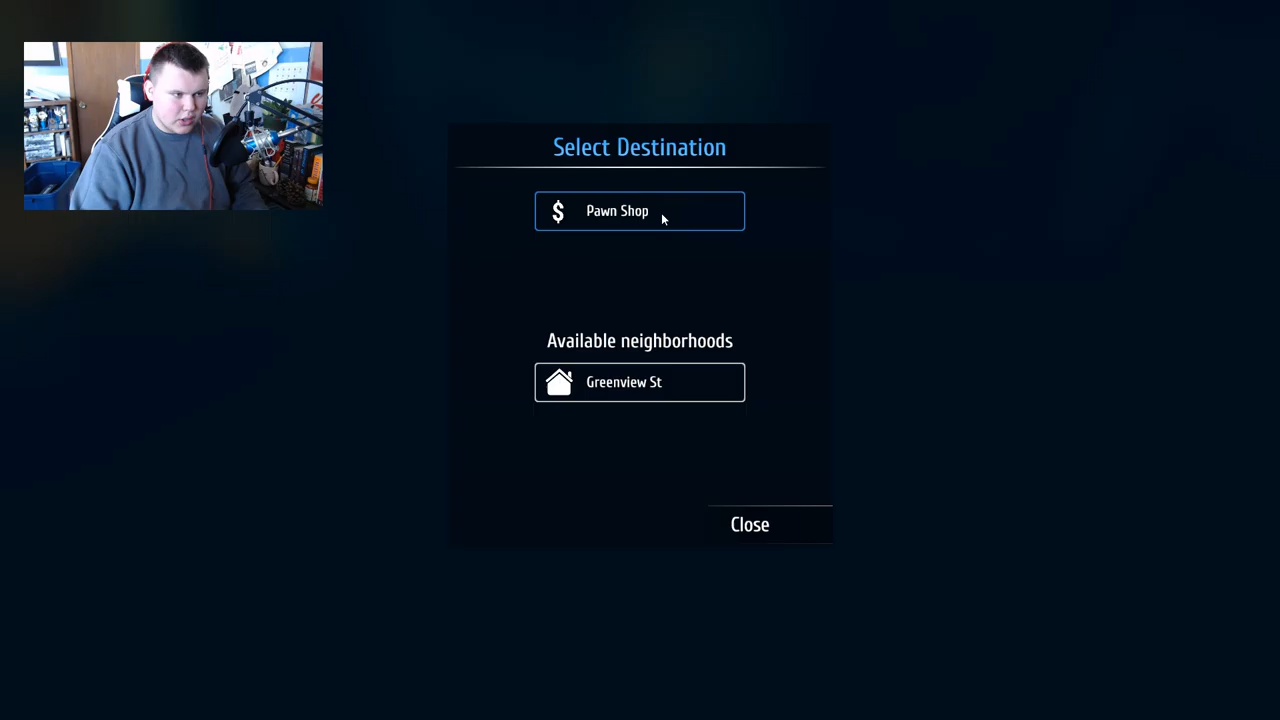 Select Destination
$ Pawn Shop
Available neighborhoods
Greenview St
Close